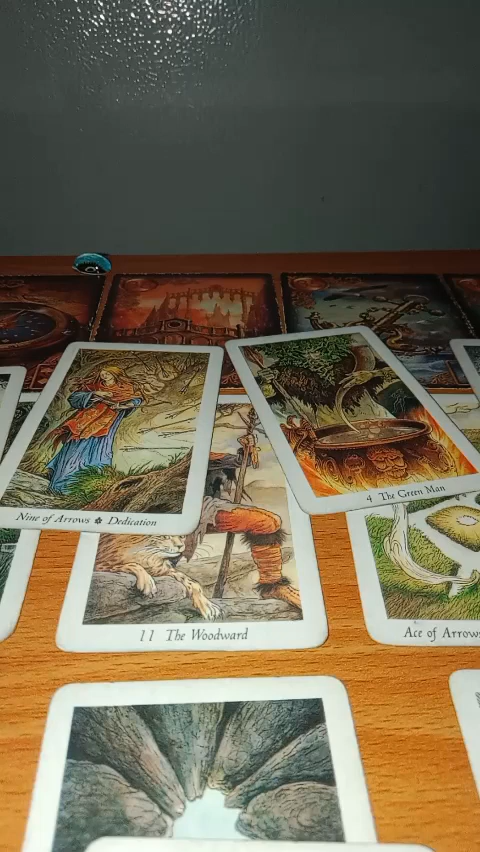 Nine of Arrows ❋ Dedication
4 The Green Man
11 The Woodward
Ace of Arrows